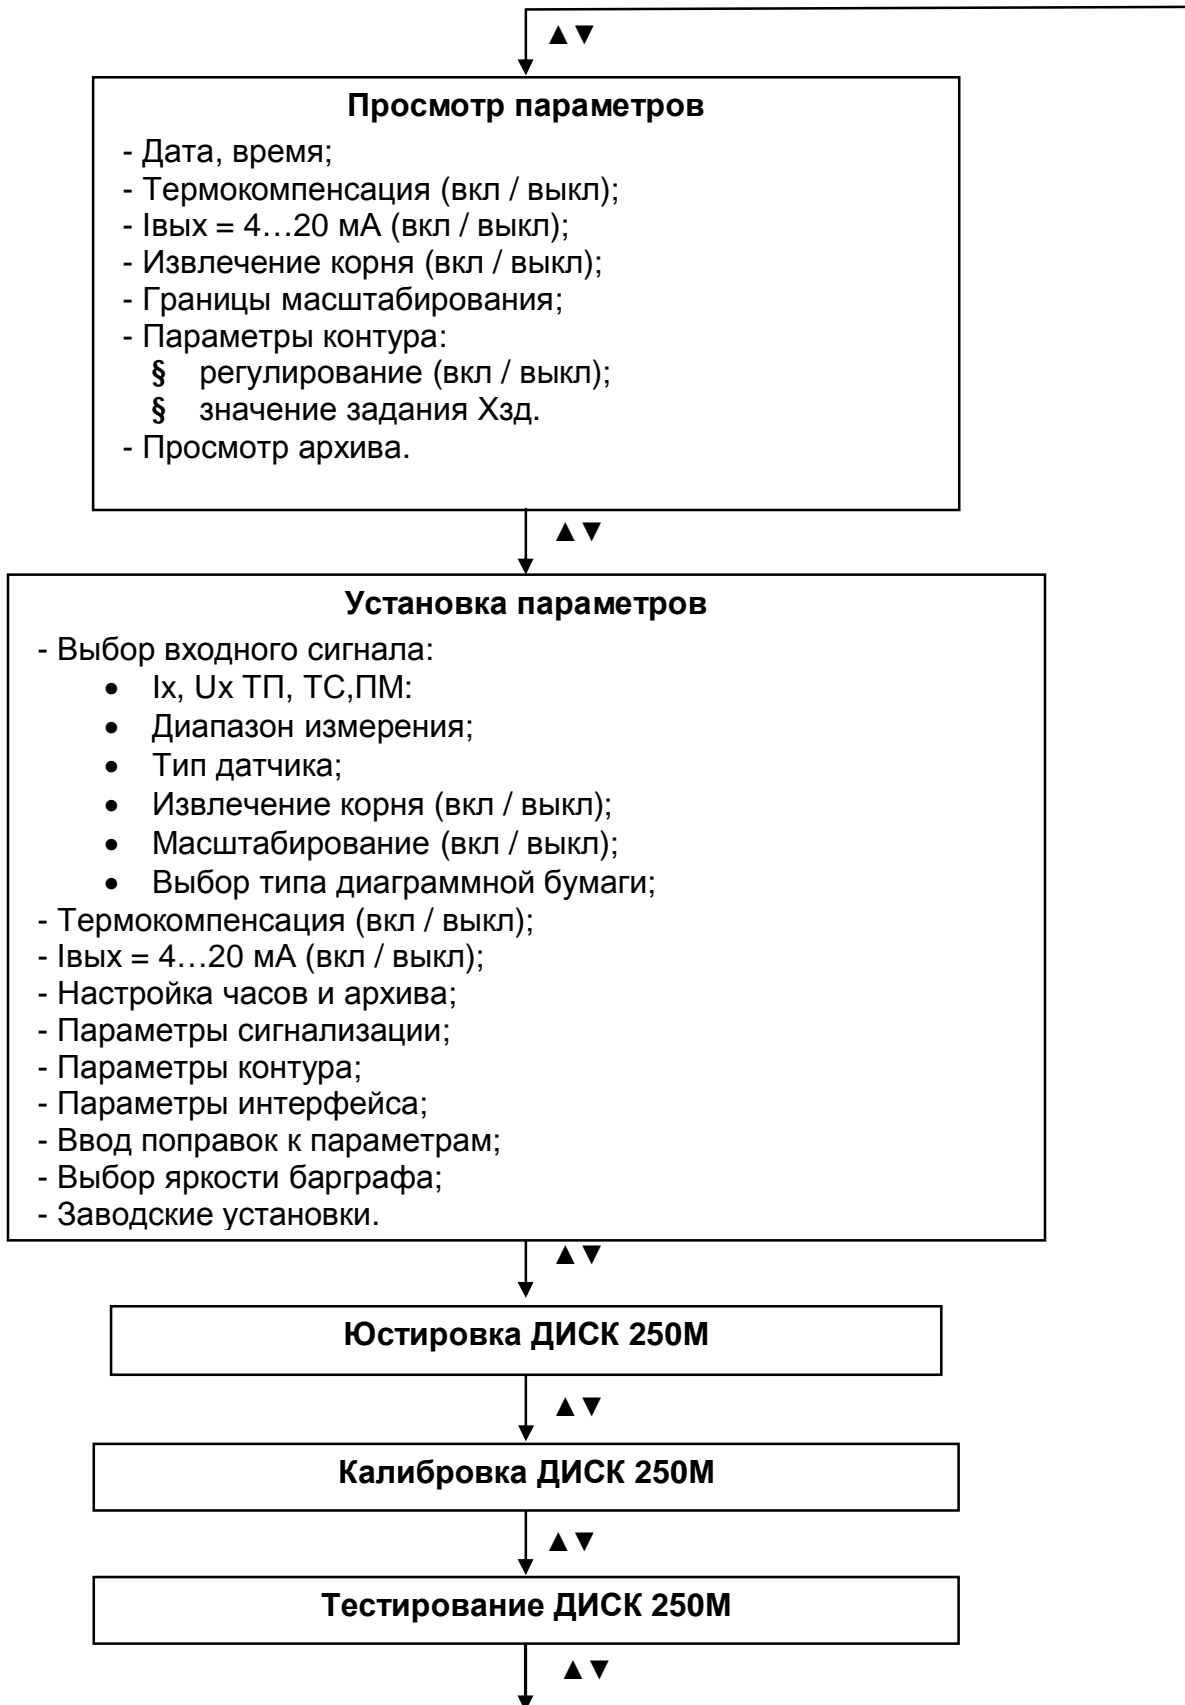 ▲▼
Просмотр параметров
- Дата, время;
- Термокомпенсация (вкл / выкл);
- Iвых = 4…20 мА (вкл / выкл);
- Извлечение корня (вкл / выкл);
- Границы масштабирования;
- Параметры контура:
§ регулирование (вкл / выкл);
§ значение задания Хзд.
- Просмотр архива.
▲▼
Установка параметров
- Выбор входного сигнала:
• Ix, Ux ТП, ТС,ПМ:
• Диапазон измерения;
• Тип датчика;
• Извлечение корня (вкл / выкл);
• Масштабирование (вкл / выкл);
• Выбор типа диаграммной бумаги;
- Термокомпенсация (вкл / выкл);
- Iвых = 4…20 мА (вкл / выкл);
- Настройка часов и архива;
- Параметры сигнализации;
- Параметры контура;
- Параметры интерфейса;
- Ввод поправок к параметрам;
- Выбор яркости барграфа;
- Заводские установки.
▲▼
Юстировка ДИСК 250М
▲▼
Калибровка ДИСК 250М
▲▼
Тестирование ДИСК 250М
▲▼